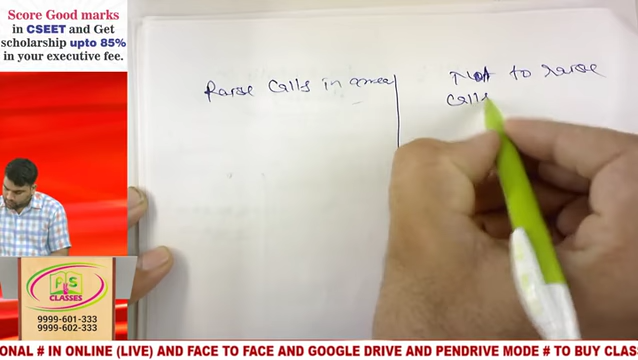 Score Good marks
in CSEET and Get
scholarship upto 85%
in your executive fee.
Raise Calls in
Not to raise
Calls
PS
CLASSES
9999-601-333
9999-602-333
ONAL # IN ONLINE (LIVE) AND FACE TO FACE AND GOOGLE DRIVE AND PENDRIVE MODE # TO BUY CLAS